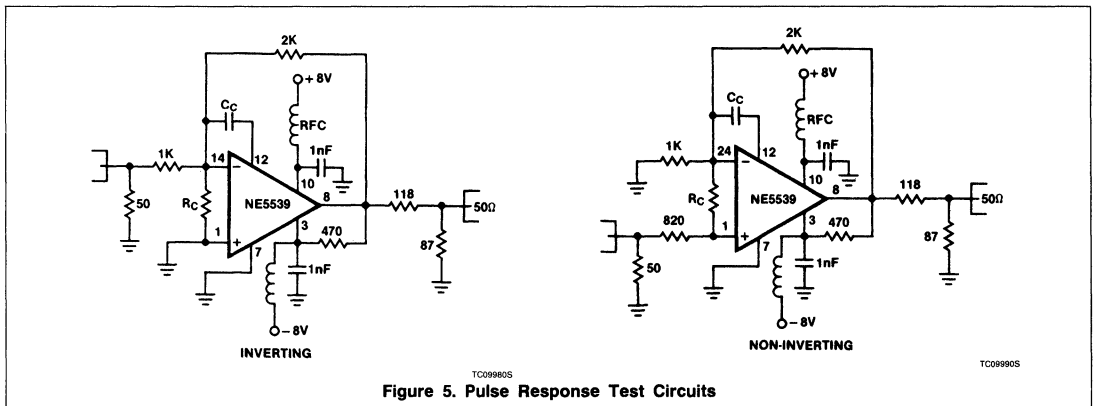 2K
+ 8V
CC
RFC
1nF
1K
14
−
12
10
8
118
50
RC
NE5539
50Ω
1
+
7
3
470
87
1nF
− 8V
INVERTING
TC09980S
2K
+ 8V
CC
RFC
1nF
1K
24
−
12
10
8
118
RC
NE5539
50Ω
820
1
+
7
3
470
87
50
1nF
− 8V
NON-INVERTING
TC09990S
Figure 5. Pulse Response Test Circuits